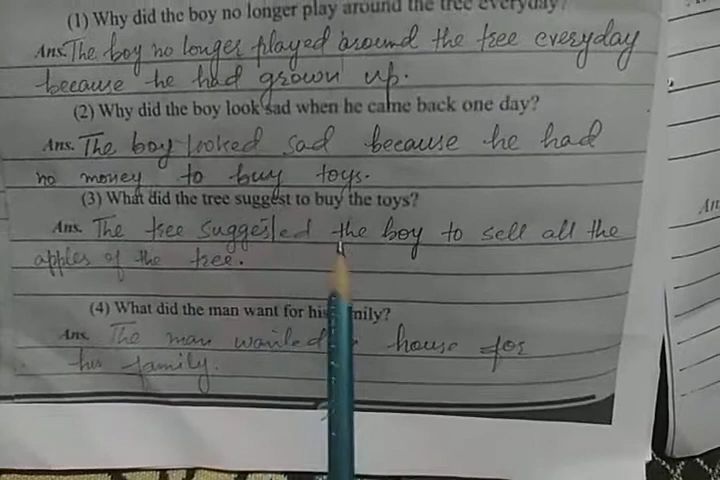 (1) Why did the boy no longer play around the tree everyday?
Ans. The boy no longer played around the tree everyday
because he had grown up.
(2) Why did the boy look sad when he came back one day?
Ans. The boy looked sad because he had
no money to buy toys.
(3) What did the tree suggest to buy the toys?
Ans. The tree suggested the boy to sell all the
apples of the tree.
(4) What did the man want for his
Ans. The man wanted house for
his family.
An